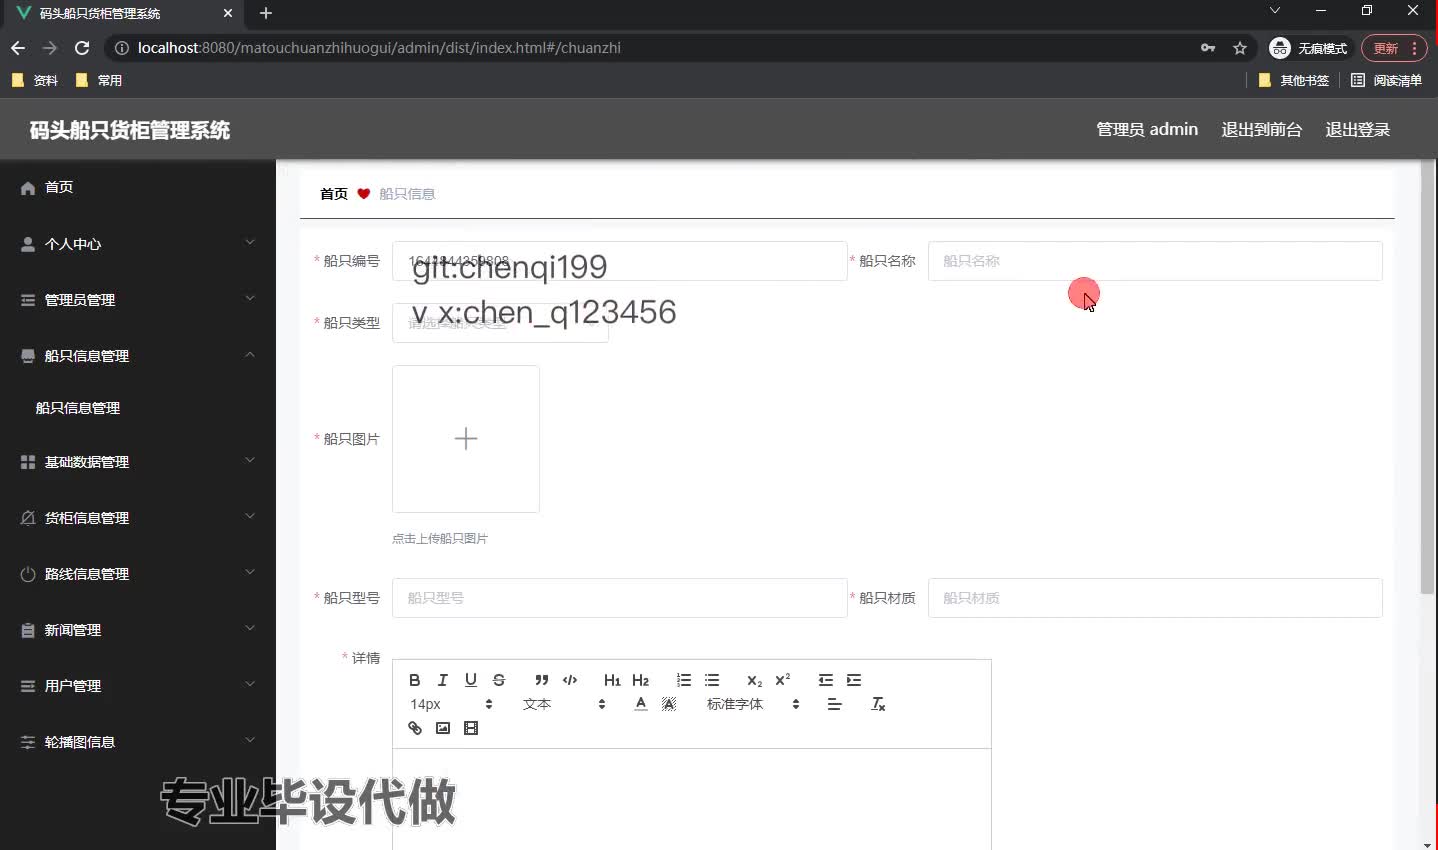 码头船只货柜管理系统
localhost:8080/matouchuanzhihuogui/admin/dist/index.html#/chuanzhi
无痕模式
更新
资料
常用
其他书签
阅读清单
码头船只货柜管理系统
管理员 admin
退出到前台
退出登录
首页
个人中心
管理员管理
船只信息管理
船只信息管理
基础数据管理
货柜信息管理
路线信息管理
新闻管理
用户管理
轮播图信息
首页 船只信息
* 船只编号
git:chenqi199
* 船只名称
船只名称
* 船只类型
请选择船只类型
v_x:chen_q123456
* 船只图片
点击上传船只图片
* 船只型号
船只型号
* 船只材质
船只材质
* 详情
B I U S ” </> H1 H2 x₂ x²
14px 文本 A A 标准字体
专业毕设代做